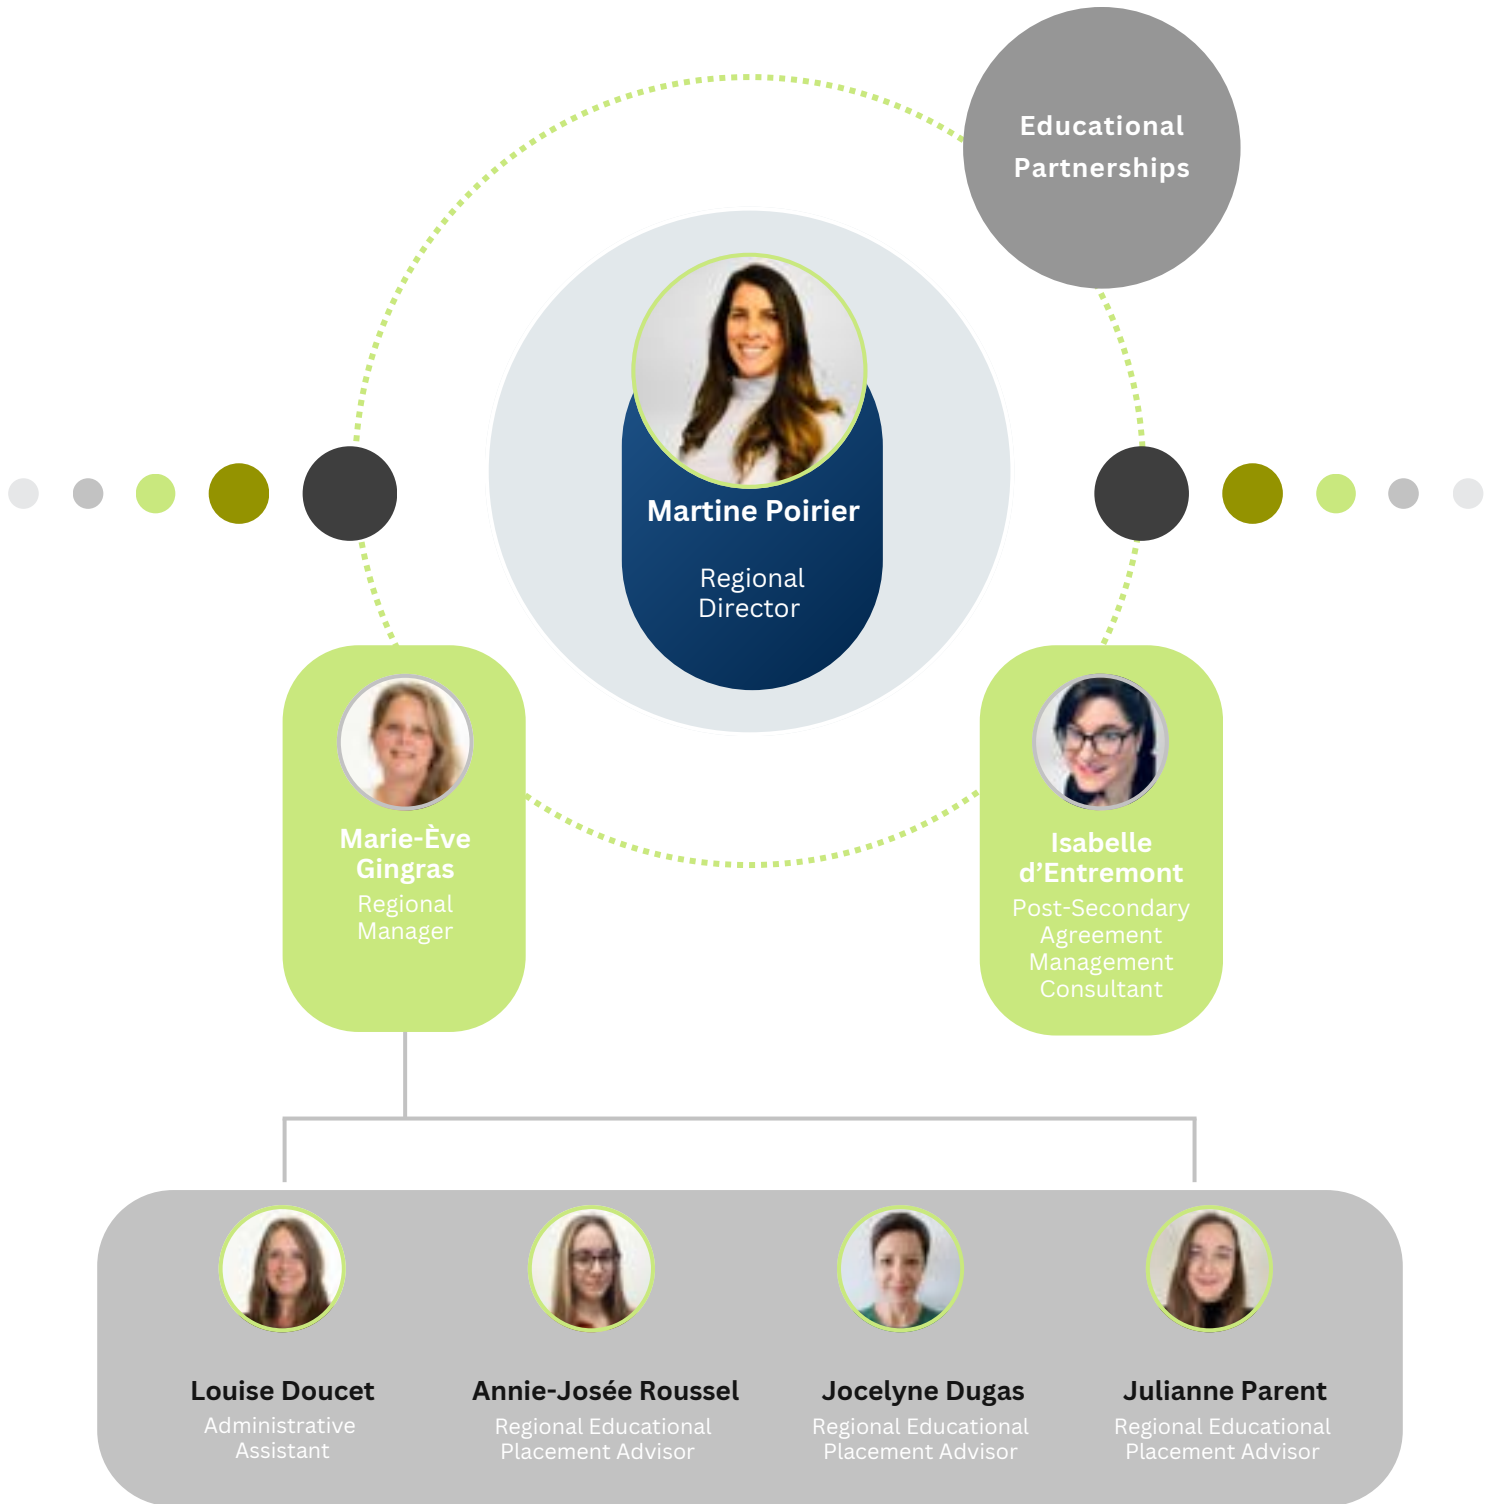 Educational
Partnerships
Martine Poirier
Regional
Director
Marie-Ève
Gingras
Regional
Manager
Isabelle
d’Entremont
Post-Secondary
Agreement
Management
Consultant
Louise Doucet
Administrative
Assistant
Annie-Josée Roussel
Regional Educational
Placement Advisor
Jocelyne Dugas
Regional Educational
Placement Advisor
Julianne Parent
Regional Educational
Placement Advisor